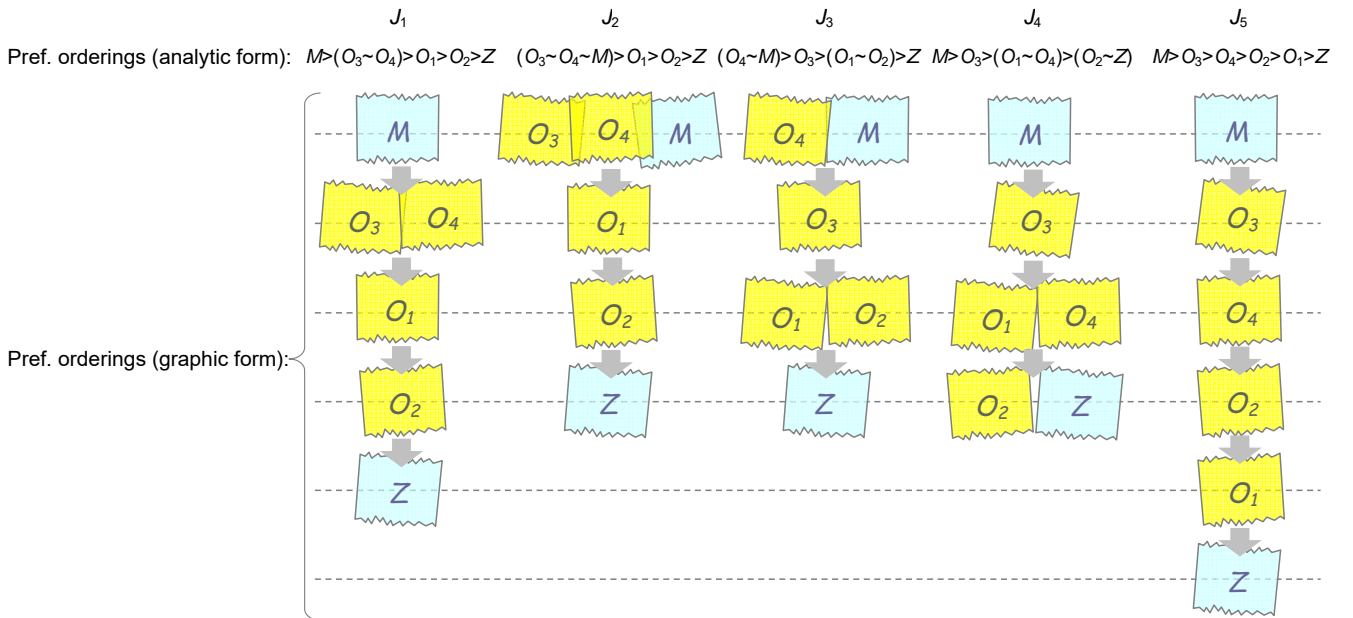 J₁ J₂ J₃ J₄ J₅
Pref. orderings (analytic form): M>(O₃~O₄)>O₁>O₂>Z (O₃~O₄~M)>O₁>O₂>Z (O₄~M)>O₃>(O₁~O₂)>Z M>O₃>(O₁~O₄)>(O₂~Z) M>O₃>O₄>O₂>O₁>Z
M O₃ O₄ M O₄ M M M
O₃ O₄ O₁ O₃ O₃ O₃
O₁ O₂ O₁ O₂ O₁ O₄ O₄
Pref. orderings (graphic form):
O₂ Z Z O₂ Z O₂
Z O₁
Z